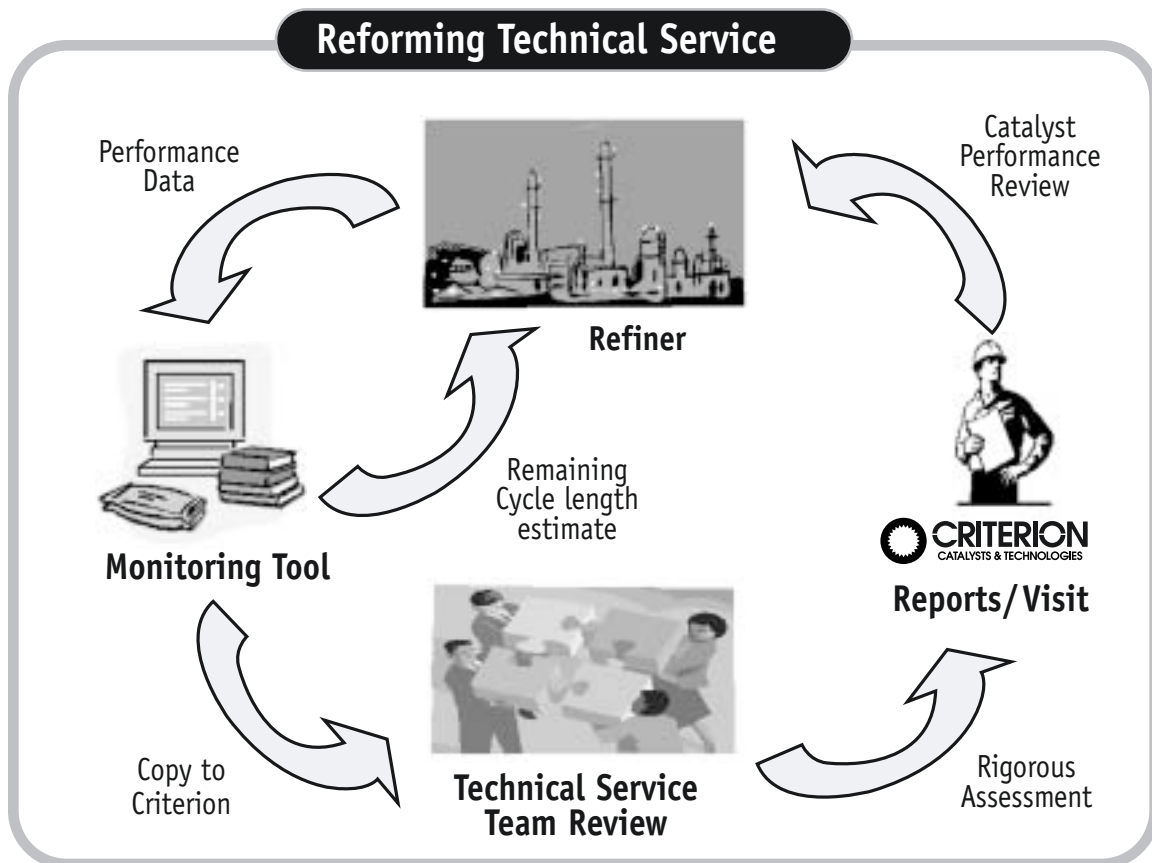 Reforming Technical Service
Performance
Data
Catalyst
Performance
Review
Refiner
Remaining
Cycle length
estimate
Monitoring Tool
CRITERION
CATALYSTS & TECHNOLOGIES
Reports/Visit
Copy to
Criterion
Technical Service
Team Review
Rigorous
Assessment